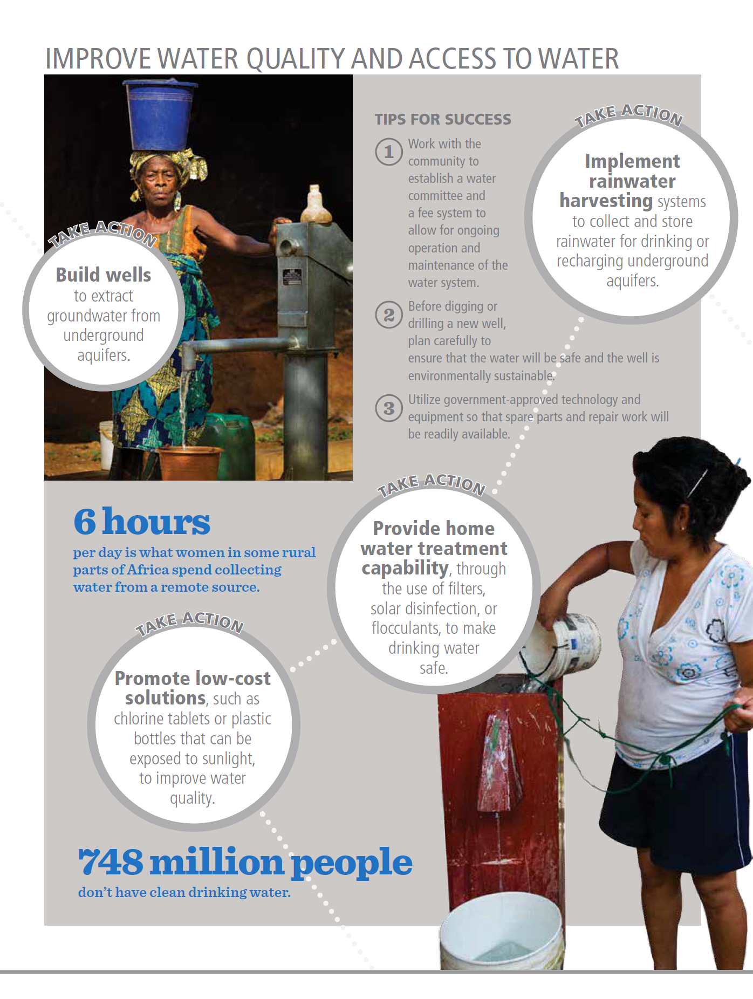 IMPROVE WATER QUALITY AND ACCESS TO WATER
TAKE ACTION
Build wells
to extract
groundwater from
underground
aquifers.
TIPS FOR SUCCESS
1
Work with the
community to
establish a water
committee and
a fee system to
allow for ongoing
operation and
maintenance of the
water system.
2
Before digging or
drilling a new well,
plan carefully to
ensure that the water will be safe and the well is
environmentally sustainable.
3
Utilize government-approved technology and
equipment so that spare parts and repair work will
be readily available.
TAKE ACTION
Implement
rainwater
harvesting systems
to collect and store
rainwater for drinking or
recharging underground
aquifers.
6 hours
per day is what women in some rural
parts of Africa spend collecting
water from a remote source.
TAKE ACTION
Provide home
water treatment
capability, through
the use of filters,
solar disinfection, or
flocculants, to make
drinking water
safe.
TAKE ACTION
Promote low-cost
solutions, such as
chlorine tablets or plastic
bottles that can be
exposed to sunlight,
to improve water
quality.
748 million people
don't have clean drinking water.